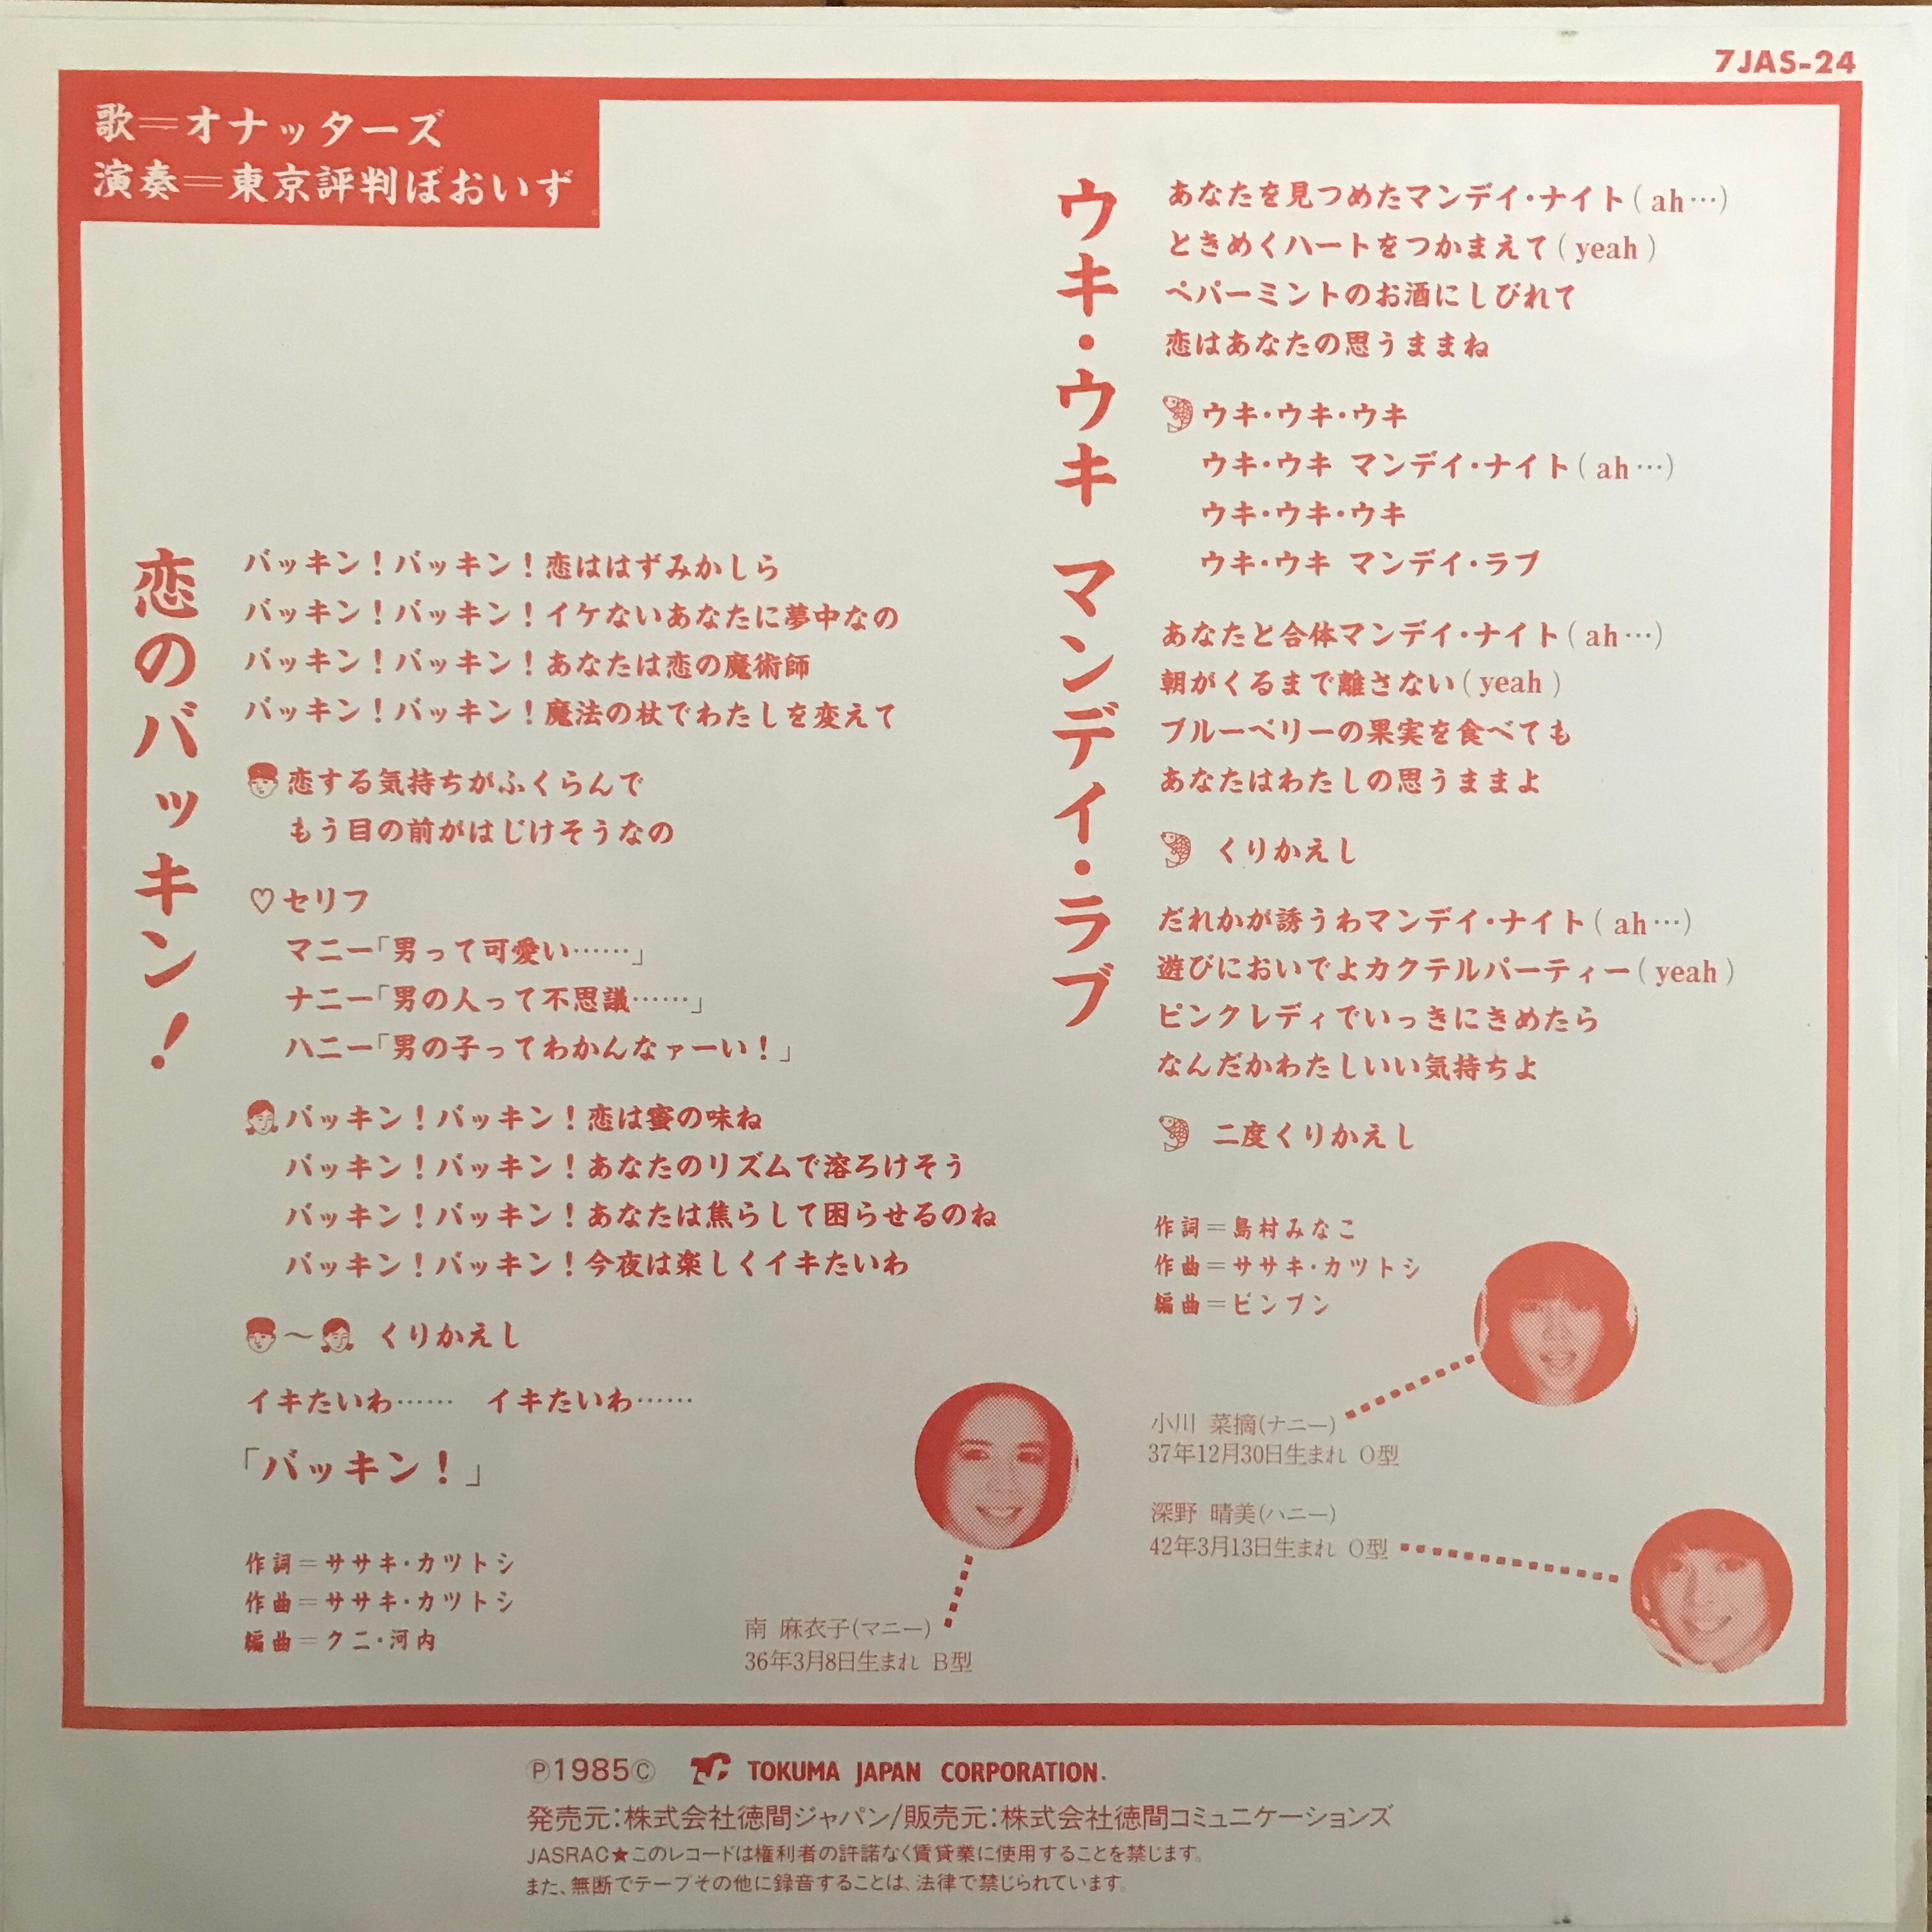 7JAS-24
歌＝オナッターズ
演奏＝東京評判ぼおいず
ウキ・ウキ マンデイ・ラブ
あなたを見つめたマンデイ・ナイト(ah…)
ときめくハートをつかまえて(yeah)
ペパーミントのお酒にしびれて
恋はあなたの思うままね
ウキ・ウキ・ウキ
ウキ・ウキ マンデイ・ナイト(ah…)
ウキ・ウキ・ウキ
ウキ・ウキ マンデイ・ラブ
あなたと合体マンデイ・ナイト(ah…)
朝がくるまで離さない(yeah)
ブルーベリーの果実を食べても
あなたはわたしの思うままよ
くりかえし
だれかが誘うわマンデイ・ナイト(ah…)
遊びにおいでよカクテルパーティー(yeah)
ピンクレディでいっきにきめたら
なんだかわたしいい気持ちよ
二度くりかえし
作詞＝島村みなこ
作曲＝ササキ・カツトシ
編曲＝ピンプン
小川 菜摘(ナニー)
37年12月30日生まれ O型
深野 晴美(ハニー)
42年3月13日生まれ O型
恋のバッキン！
バッキン！バッキン！恋ははずみかしら
バッキン！バッキン！イケないあなたに夢中なの
バッキン！バッキン！あなたは恋の魔術師
バッキン！バッキン！魔法の杖でわたしを変えて
恋する気持ちがふくらんで
もう目の前がはじけそうなの
♡セリフ
マニー「男って可愛い……」
ナニー「男の人って不思議……」
ハニー「男の子ってわかんなァーい！」
バッキン！バッキン！恋は蜜の味ね
バッキン！バッキン！あなたのリズムで溶ろけそう
バッキン！バッキン！あなたは焦らして困らせるのね
バッキン！バッキン！今夜は楽しくイキたいわ
〜 くりかえし
イキたいわ…… イキたいわ……
「バッキン！」
作詞＝ササキ・カツトシ
作曲＝ササキ・カツトシ
編曲＝クニ・河内
南 麻衣子(マニー)
36年3月8日生まれ B型
Ⓟ1985Ⓒ TOKUMA JAPAN CORPORATION.
発売元：株式会社徳間ジャパン/販売元：株式会社徳間コミュニケーションズ
JASRAC★このレコードは権利者の許諾なく賃貸業に使用することを禁じます。
また、無断でテープその他に録音することは、法律で禁じられています。